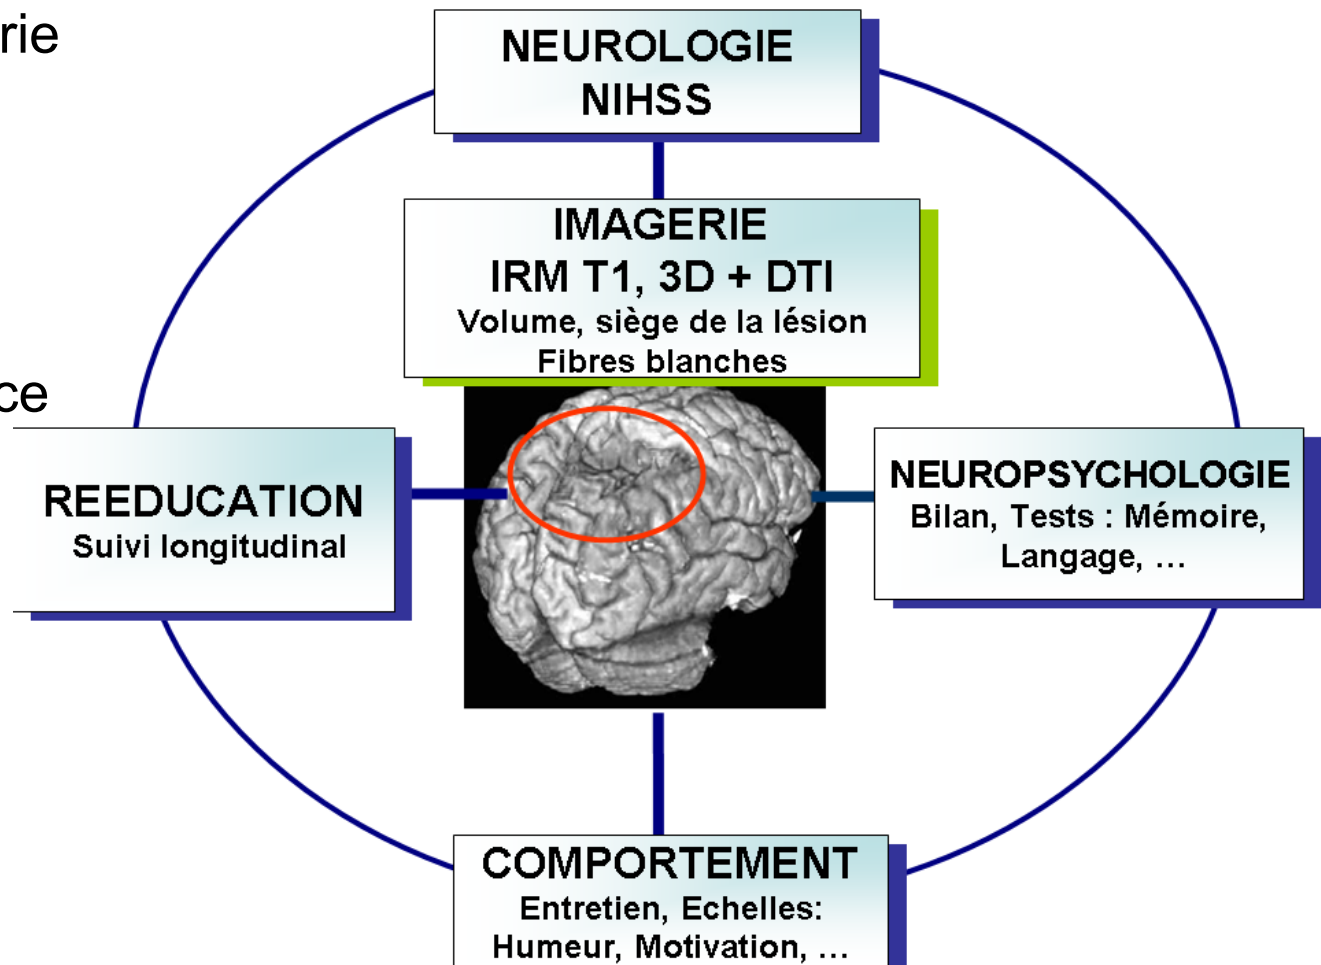 rie
NEUROLOGIE
NIHSS
IMAGERIE
IRM T1, 3D + DTI
Volume, siège de la lésion
Fibres blanches
ce
REEDUCATION
Suivi longitudinal
NEUROPSYCHOLOGIE
Bilan, Tests : Mémoire,
Langage, ...
COMPORTEMENT
Entretien, Echelles:
Humeur, Motivation, ...